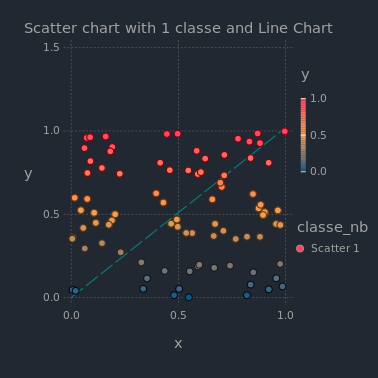 Scatter chart with 1 classe and Line Chart
1.5
1.0
0.5
0.0
y
0.0 0.5 1.0
x
y
1.0
0.5
0.0
classe_nb
Scatter 1